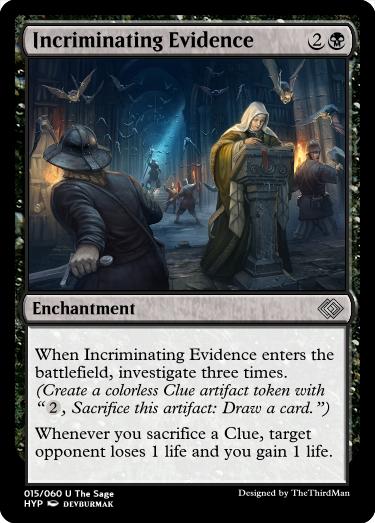 Incriminating Evidence 2
Enchantment
When Incriminating Evidence enters the
battlefield, investigate three times.
(Create a colorless Clue artifact token with
“2, Sacrifice this artifact: Draw a card.”)
Whenever you sacrifice a Clue, target
opponent loses 1 life and you gain 1 life.
015/060 U The Sage
HYP DEVBURMAK
Designed by TheThirdMan